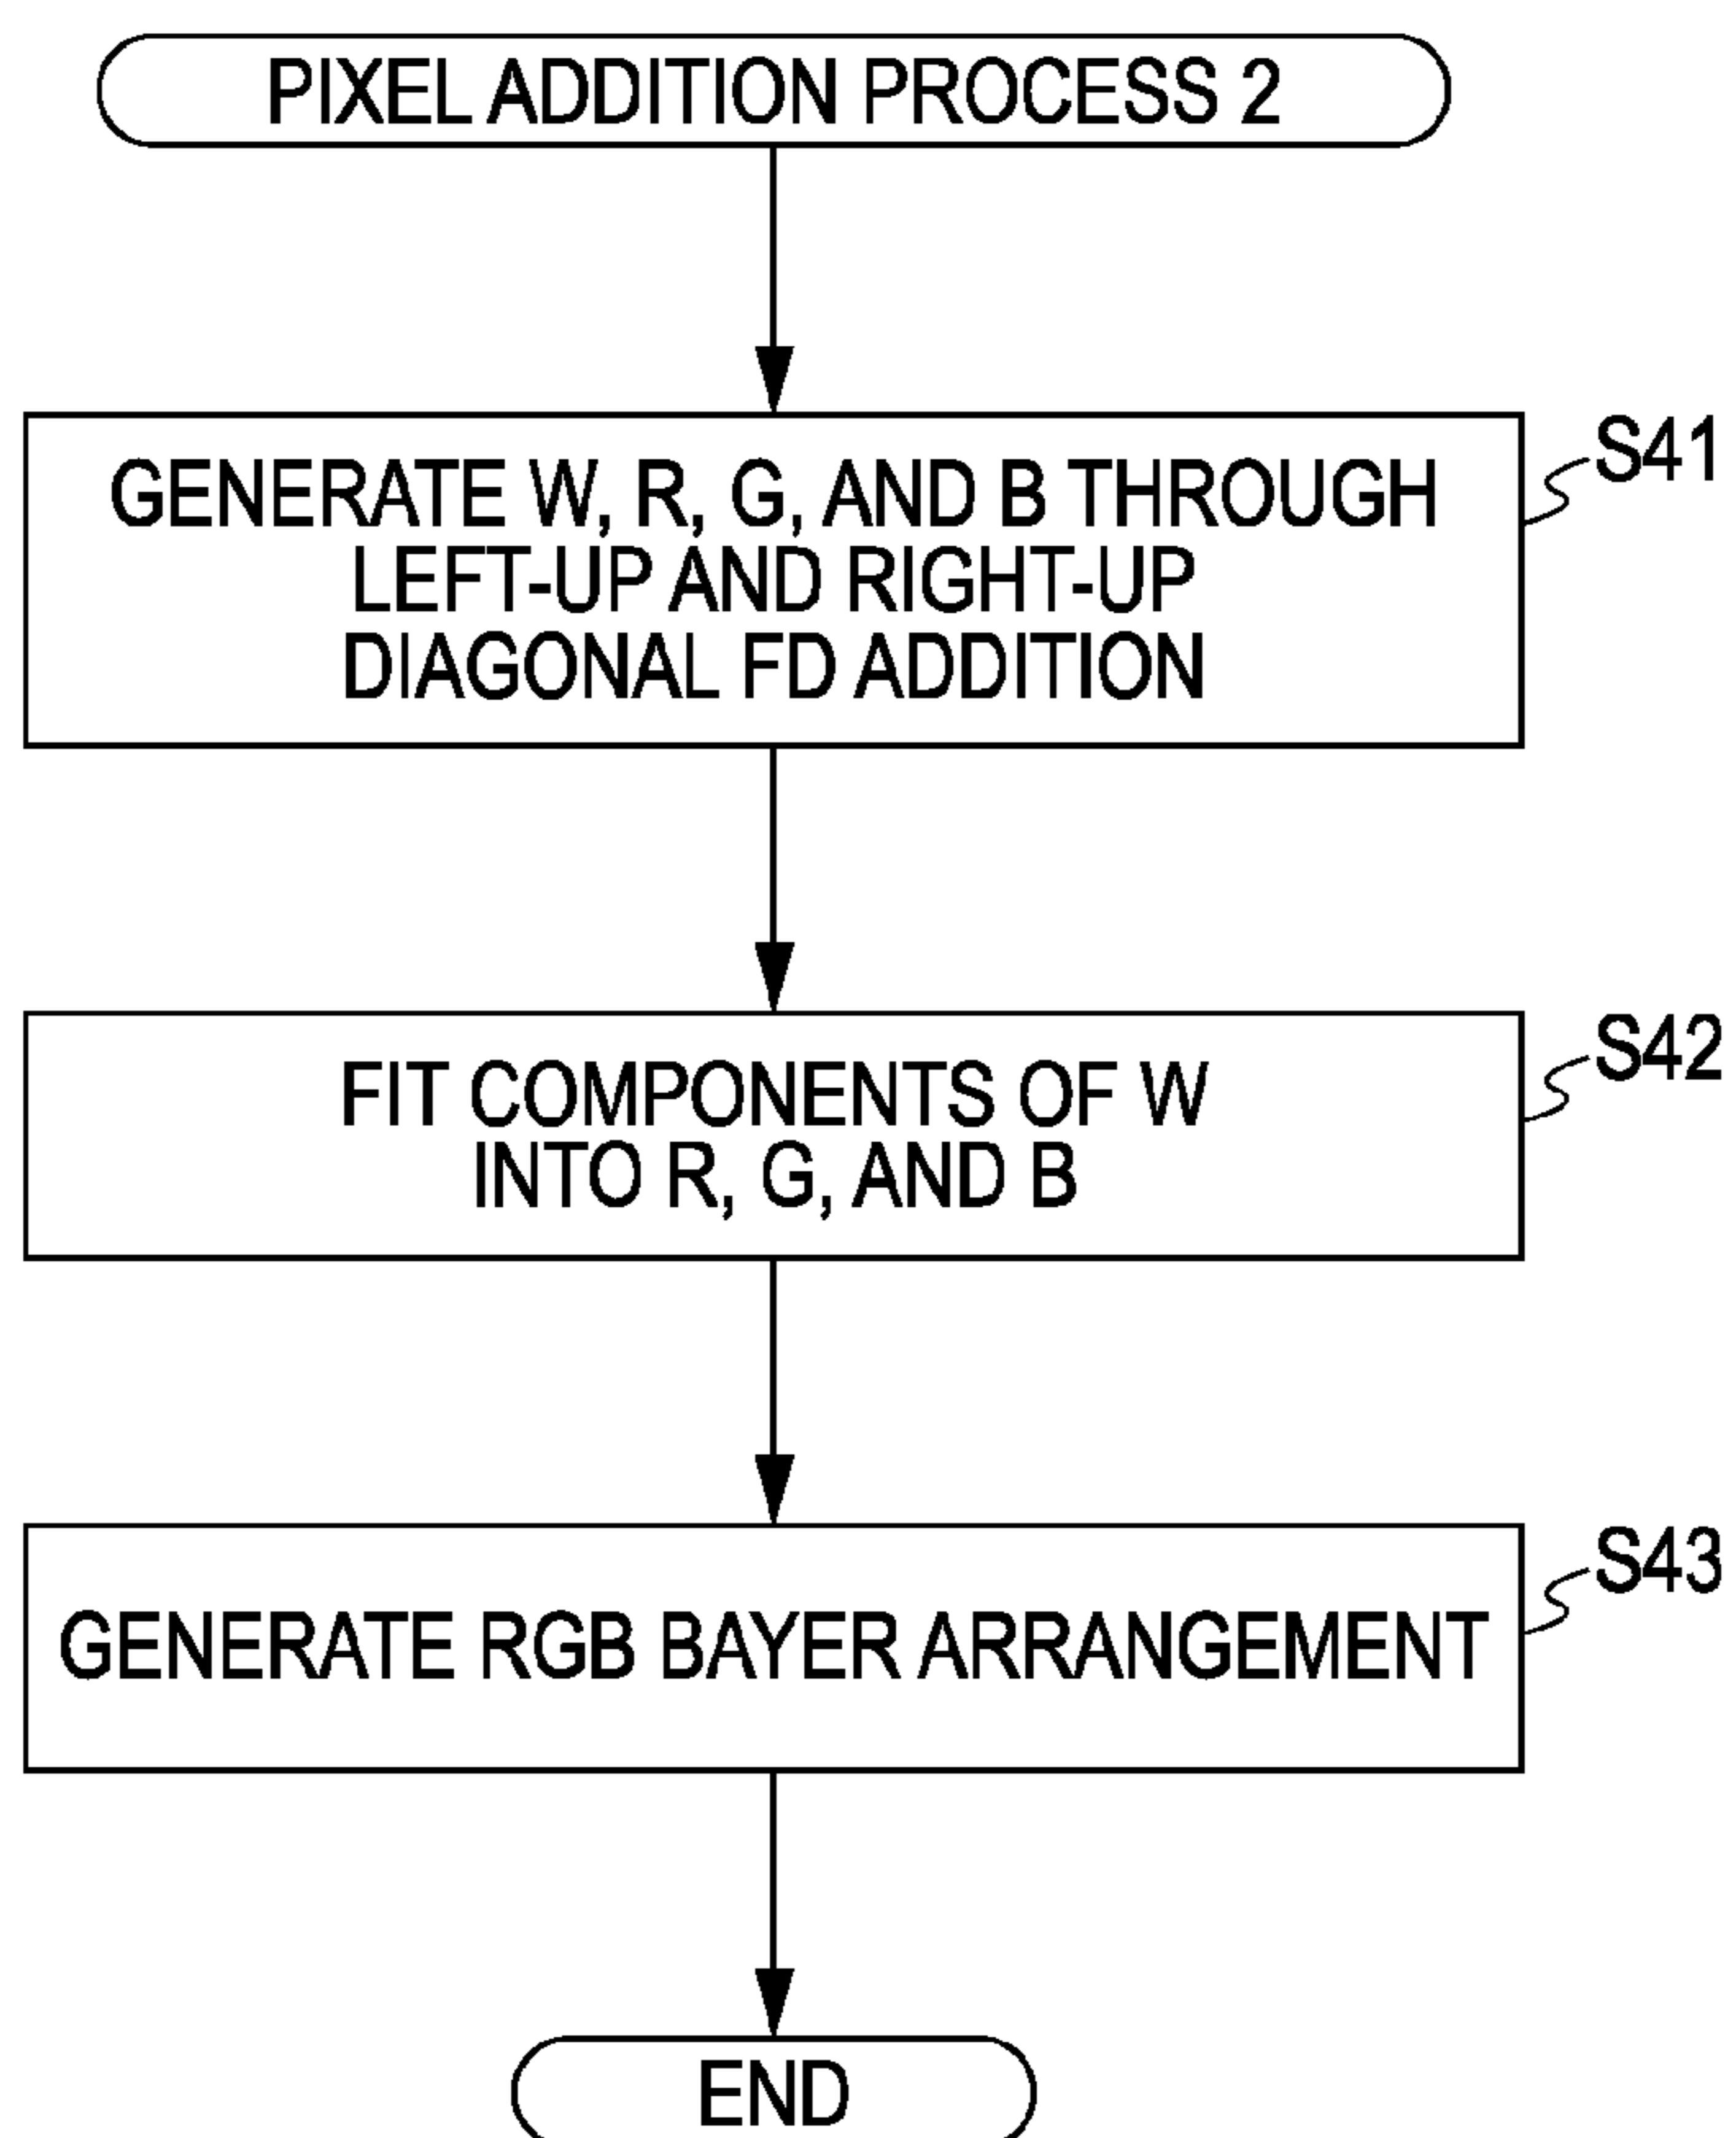 PIXEL ADDITION PROCESS 2
GENERATE W, R, G, AND B THROUGH
LEFT-UP AND RIGHT-UP
DIAGONAL FD ADDITION
S41
FIT COMPONENTS OF W
INTO R, G, AND B
S42
GENERATE RGB BAYER ARRANGEMENT
S43
END